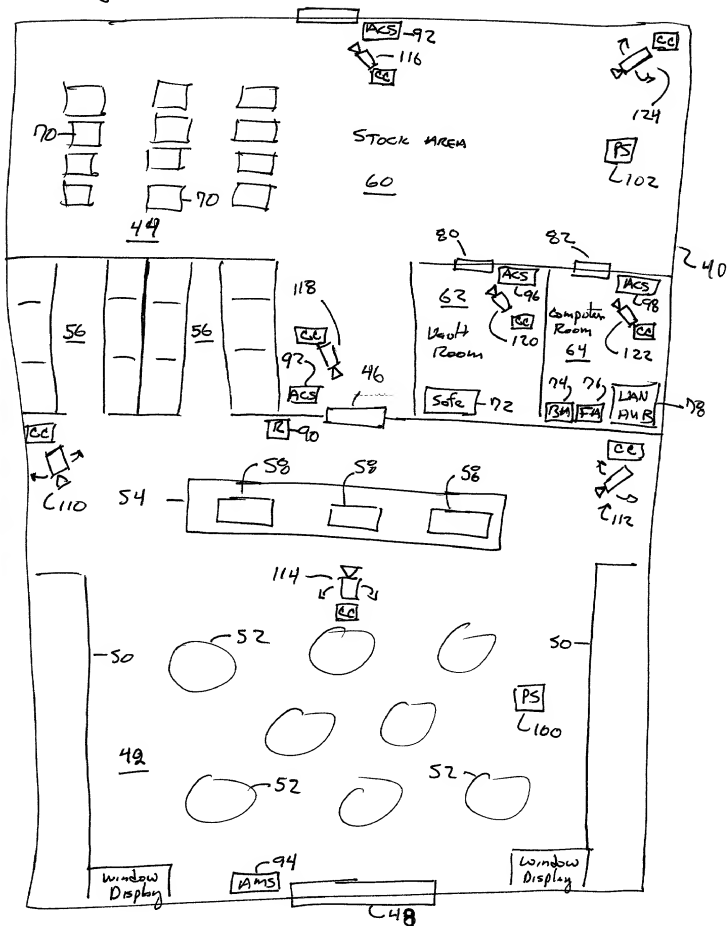 ACS 92
116
CC
CC
124
70
STOCK AREA
PS
102
60
70
44
80
82
40
ACS
96
ACS
98
62
Vault
Room
CC
120
Computer
Room
64
CC
122
118
CC
56
56
93
ACS
46
Safe
72
74
76
BA
FA
LAN
HUB
78
CC
R
90
CC
110
54
58
58
58
112
114
CC
52
50
50
PS
100
42
52
52
94
AMS
Window
Display
Window
Display
48